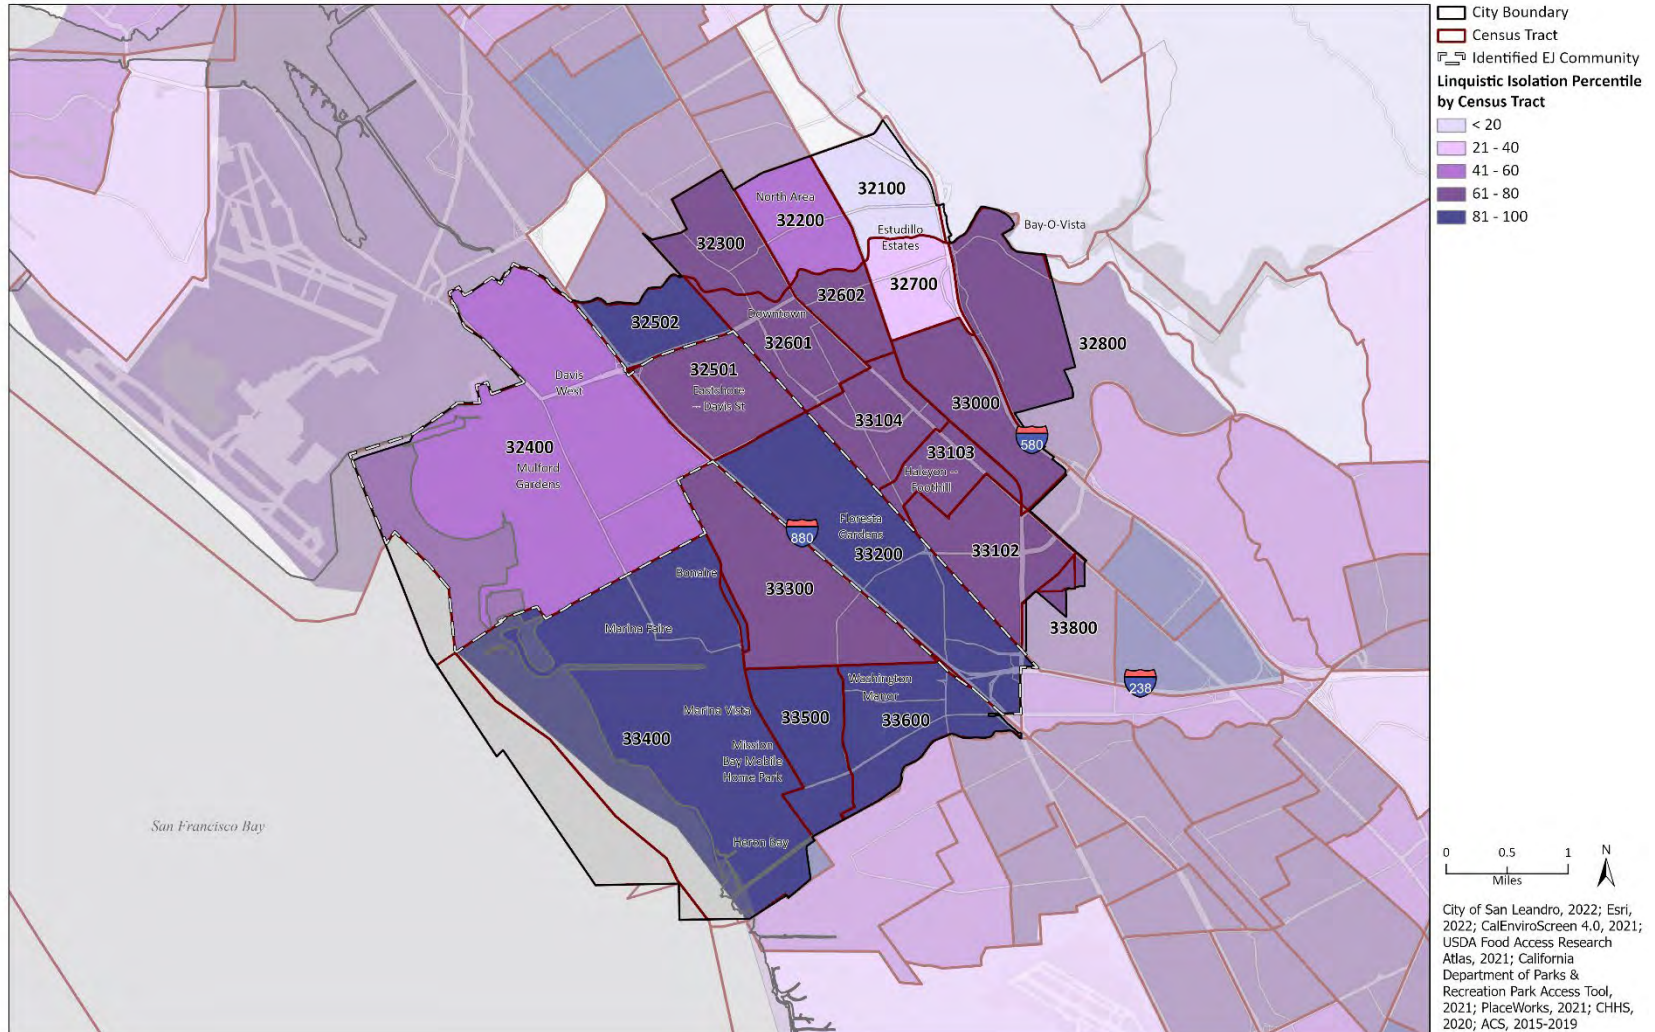 City Boundary
Census Tract
Identified EJ Community
Linquistic Isolation Percentile
by Census Tract
< 20
21 - 40
41 - 60
61 - 80
81 - 100
32100
North Area
32200
Bay-O-Vista
Estudillo
Estates
32300
32700
32602
Downtown
32502
32601
32800
32501
Eastshore
– Davis St
Davis
West
33000
33104
580
32400
Mulford
Gardens
33103
Halcyon –
Foothill
Floresta
Gardens
880
33200
33102
Bonaire
33300
Marina Faire
33800
Washington
Manor
238
Marina Vista
33500
33600
33400
Mission
Bay Mobile
Home Park
San Francisco Bay
Heron Bay
0 0.5 1
Miles
N
City of San Leandro, 2022; Esri,
2022; CalEnviroScreen 4.0, 2021;
USDA Food Access Research
Atlas, 2021; California
Department of Parks &
Recreation Park Access Tool,
2021; PlaceWorks, 2021; CHHS,
2020; ACS, 2015-2019